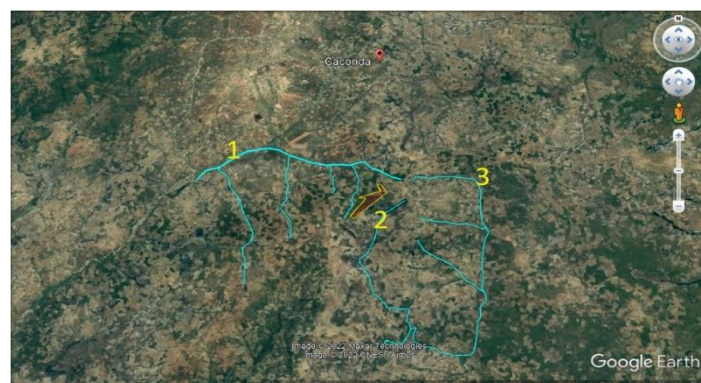 N
Caconda
1
3
2
Image © 2022 Maxar Technologies
Image © 2022 CNES / Airbus
Google Earth